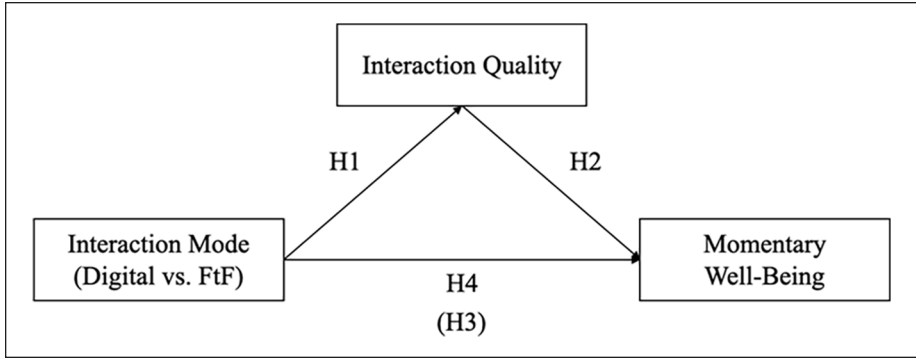 Interaction Quality
H1
H2
Interaction Mode
(Digital vs. FtF)
Momentary
Well-Being
H4
(H3)